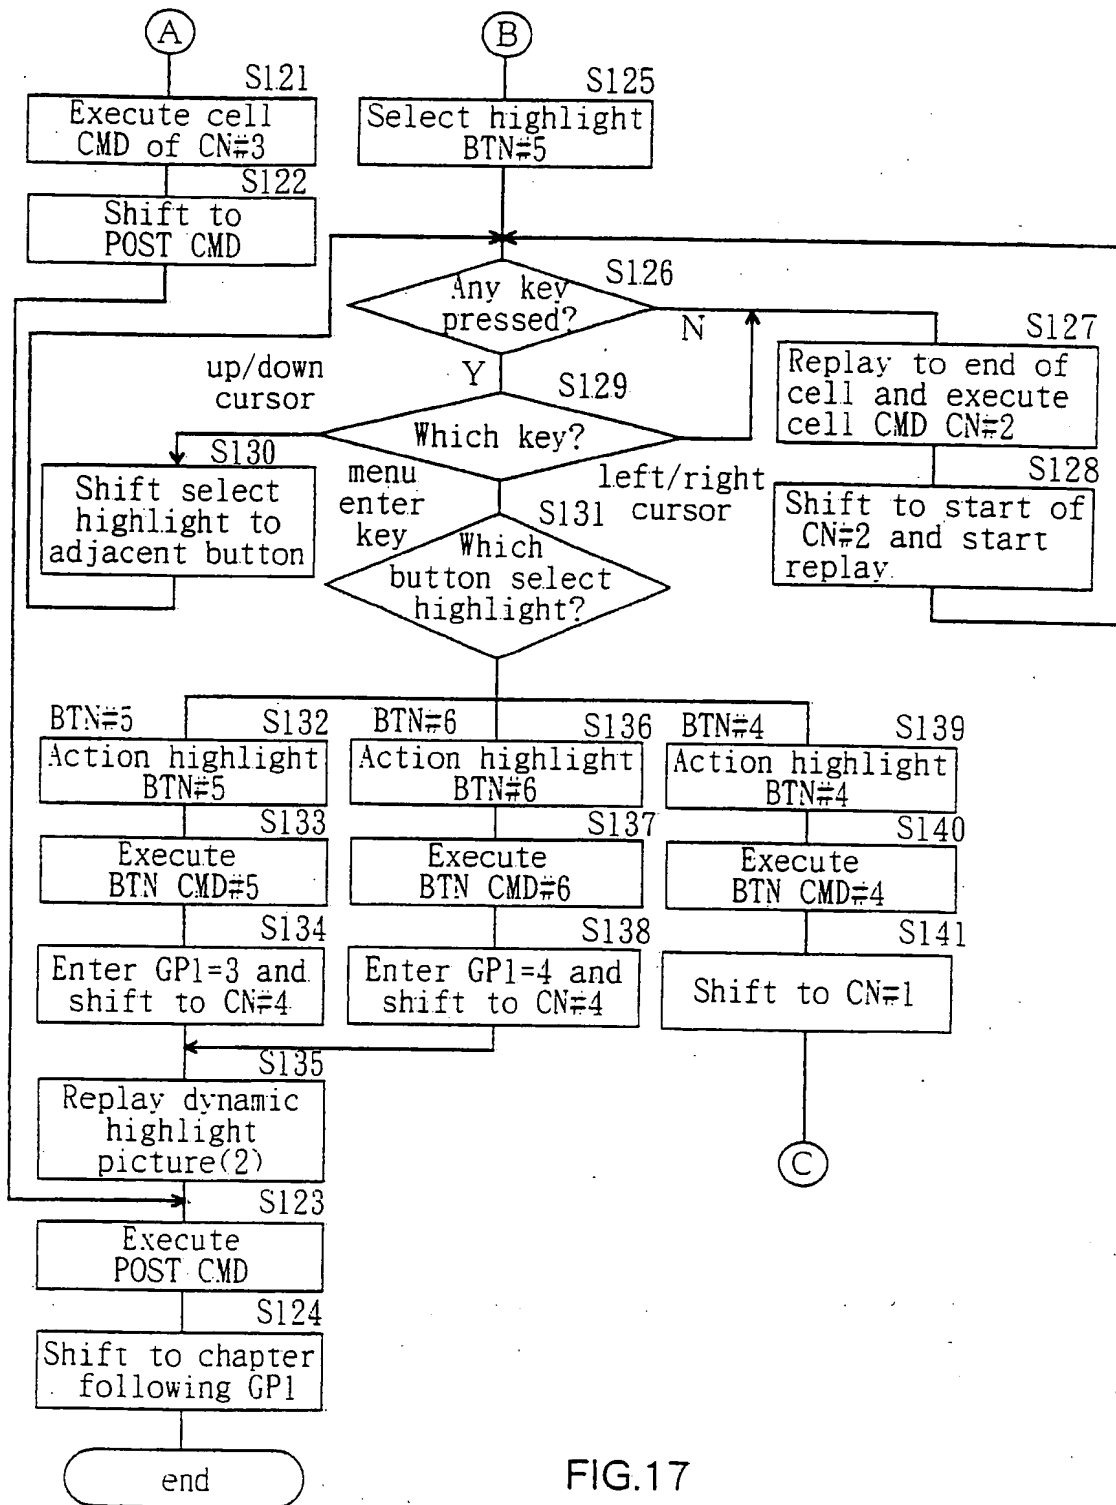 A
S121
Execute cell
CMD of CN#3
S122
Shift to
POST CMD
B
S125
Select highlight
BTN#5
S126
Any key
pressed?
N
Y
S127
Replay to end of
cell and execute
cell CMD CN#2
S128
Shift to start of
CN#2 and start
replay
up/down
cursor
S129
Which key?
S130
Shift select
highlight to
adjacent button
menu
enter
key
left/right
cursor
S131
Which
button select
highlight?
BTN#5
S132
Action highlight
BTN#5
S133
Execute
BTN CMD#5
S134
Enter GP1=3 and
shift to CN#4
BTN#6
S136
Action highlight
BTN#6
S137
Execute
BTN CMD#6
S138
Enter GP1=4 and
shift to CN#4
BTN#4
S139
Action highlight
BTN#4
S140
Execute
BTN CMD#4
S141
Shift to CN#1
C
S135
Replay dynamic
highlight
picture(2)
S123
Execute
POST CMD
S124
Shift to chapter
following GP1
end
FIG.17